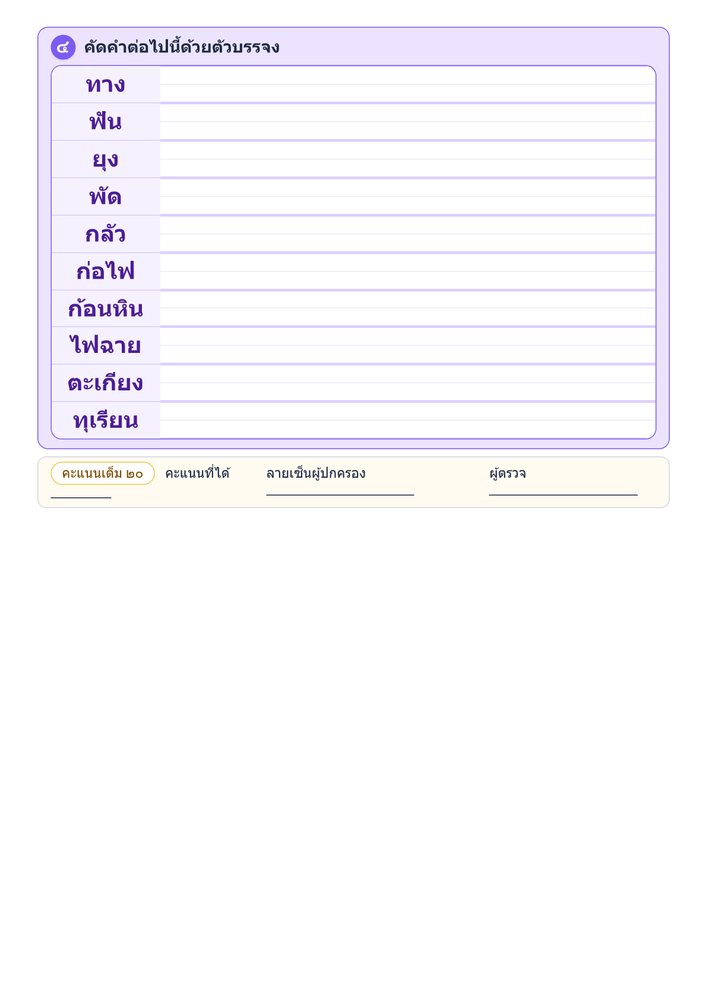 ๔ คัดคำต่อไปนี้ด้วยตัวบรรจง
ทาง
ฟัน
ยุง
พัด
กลัว
ก่อไฟ
ก้อนหิน
ไฟฉาย
ตะเกียง
ทุเรียน
คะแนนเต็ม ๒๐ คะแนนที่ได้ ลายเซ็นผู้ปกครอง ผู้ตรวจ